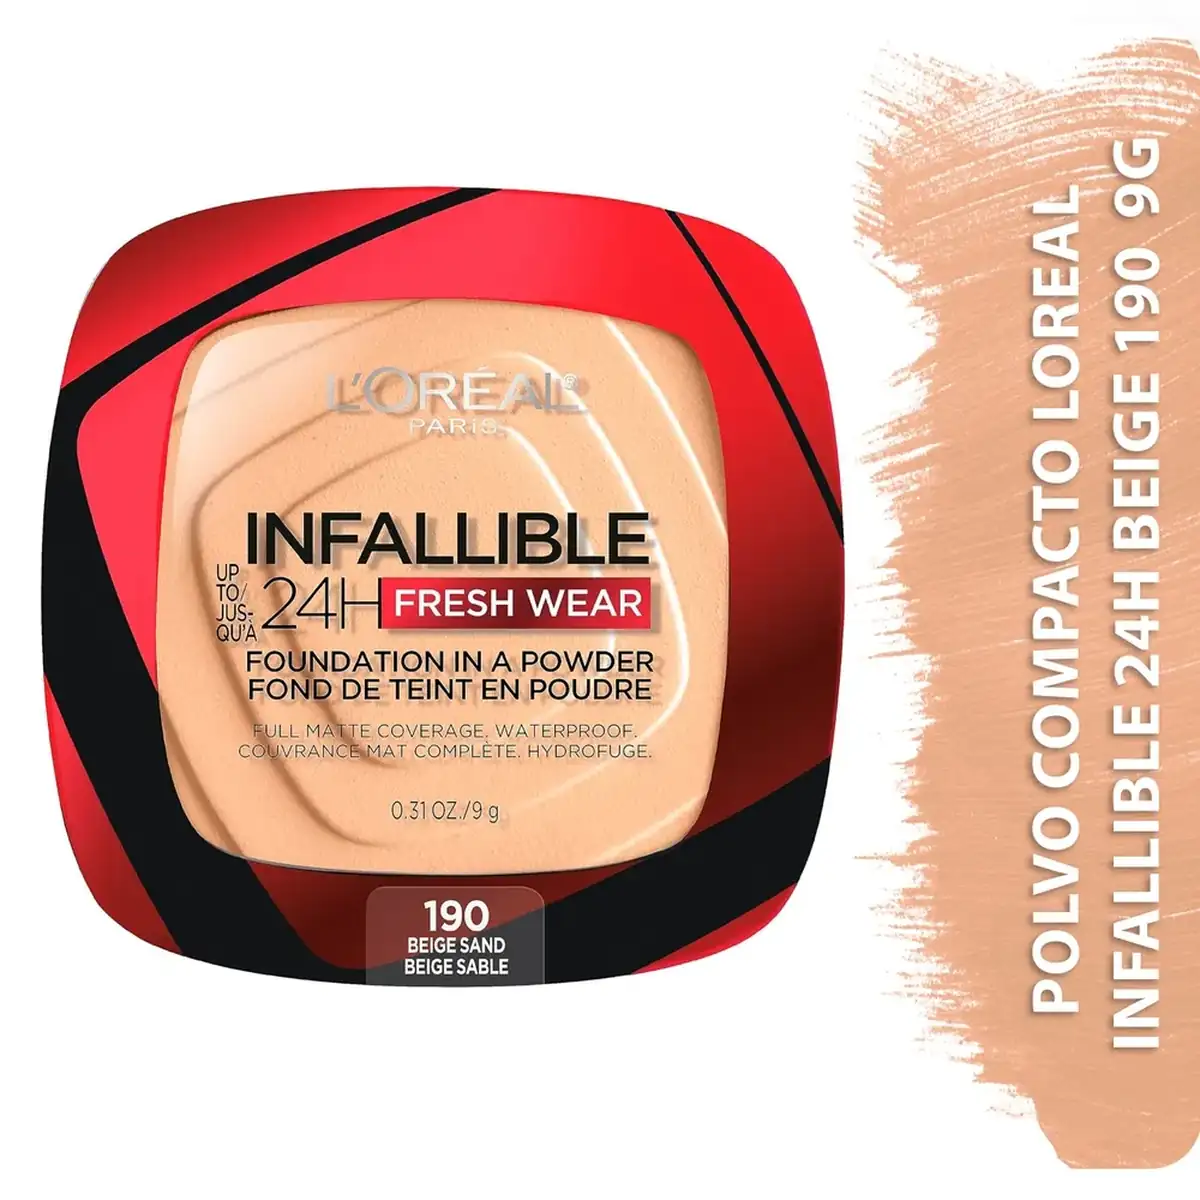 L'ORÉAL®
PARIS
INFALLIBLE
UP
TO/
JUS-
QU'À
24H
FRESH WEAR
FOUNDATION IN A POWDER
FOND DE TEINT EN POUDRE
FULL MATTE COVERAGE. WATERPROOF.
COUVRANCE MAT COMPLÈTE. HYDROFUGE.
0.31 OZ./9 g
190
BEIGE SAND
BEIGE SABLE
POLVO COMPACTO LOREAL
INFALLIBLE 24H BEIGE 190 9G